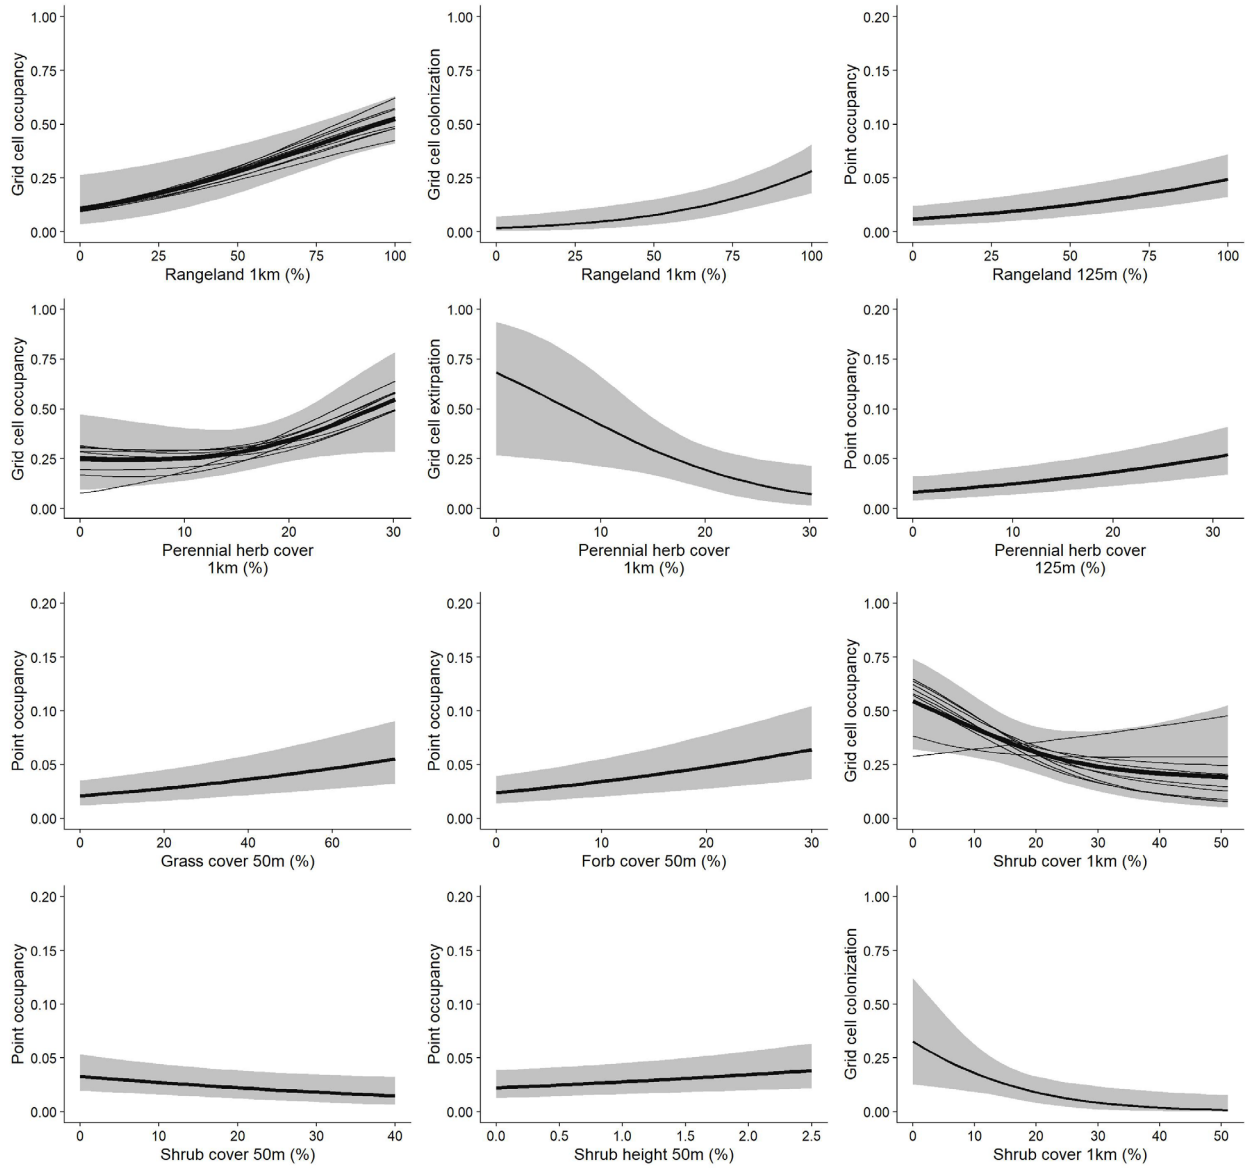 Grid cell occupancy
1.00
0.75
0.50
0.25
0.00
0 25 50 75 100
Rangeland 1km (%)
Grid cell colonization
1.00
0.75
0.50
0.25
0.00
0 25 50 75 100
Rangeland 1km (%)
Point occupancy
0.20
0.15
0.10
0.05
0.00
0 25 50 75 100
Rangeland 125m (%)
Grid cell occupancy
1.00
0.75
0.50
0.25
0.00
0 10 20 30
Perennial herb cover
1km (%)
Grid cell extirpation
1.00
0.75
0.50
0.25
0.00
0 10 20 30
Perennial herb cover
1km (%)
Point occupancy
0.20
0.15
0.10
0.05
0.00
0 10 20 30
Perennial herb cover
125m (%)
Point occupancy
0.20
0.15
0.10
0.05
0.00
0 20 40 60
Grass cover 50m (%)
Point occupancy
0.20
0.15
0.10
0.05
0.00
0 10 20 30
Forb cover 50m (%)
Grid cell occupancy
1.00
0.75
0.50
0.25
0.00
0 10 20 30 40 50
Shrub cover 1km (%)
Point occupancy
0.20
0.15
0.10
0.05
0.00
0 10 20 30 40
Shrub cover 50m (%)
Point occupancy
0.20
0.15
0.10
0.05
0.00
0.0 0.5 1.0 1.5 2.0 2.5
Shrub height 50m (%)
Grid cell colonization
1.00
0.75
0.50
0.25
0.00
0 10 20 30 40 50
Shrub cover 1km (%)